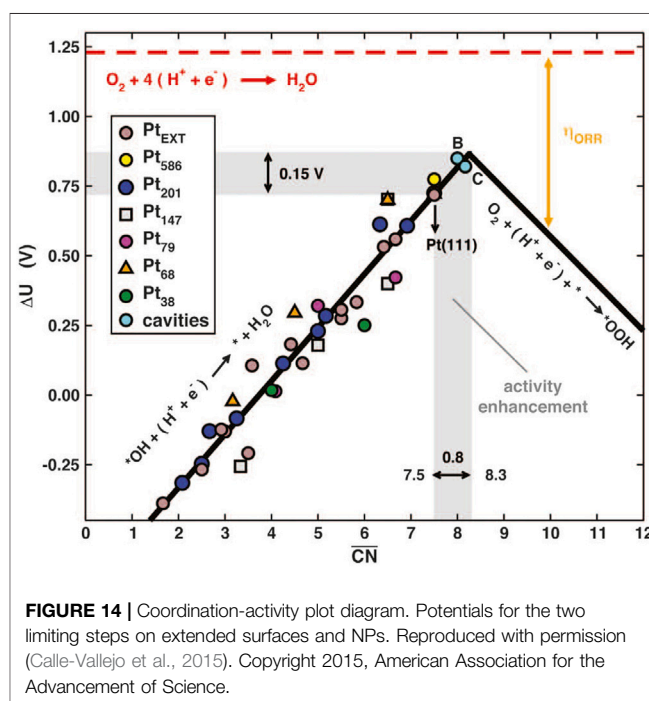 1.25
1.00
0.75
0.50
0.25
0.00
-0.25
ΔU (V)
O₂ + 4 ( H⁺ + e⁻ ) → H₂O
Pt_EXT
Pt₅₈₆
Pt₂₀₁
Pt₁₄₇
Pt₇₉
Pt₆₈
Pt₃₈
cavities
0.15 V
B
C
η_ORR
Pt(111)
O₂ + (H⁺ + e⁻) + * → *OOH
*OH + (H⁺ + e⁻) → * + H₂O
activity
enhancement
0.8
7.5 8.3
0 1 2 3 4 5 6 7 8 9 10 11 12
C̅N̅
FIGURE 14 | Coordination-activity plot diagram. Potentials for the two
limiting steps on extended surfaces and NPs. Reproduced with permission
(Calle-Vallejo et al., 2015). Copyright 2015, American Association for the
Advancement of Science.